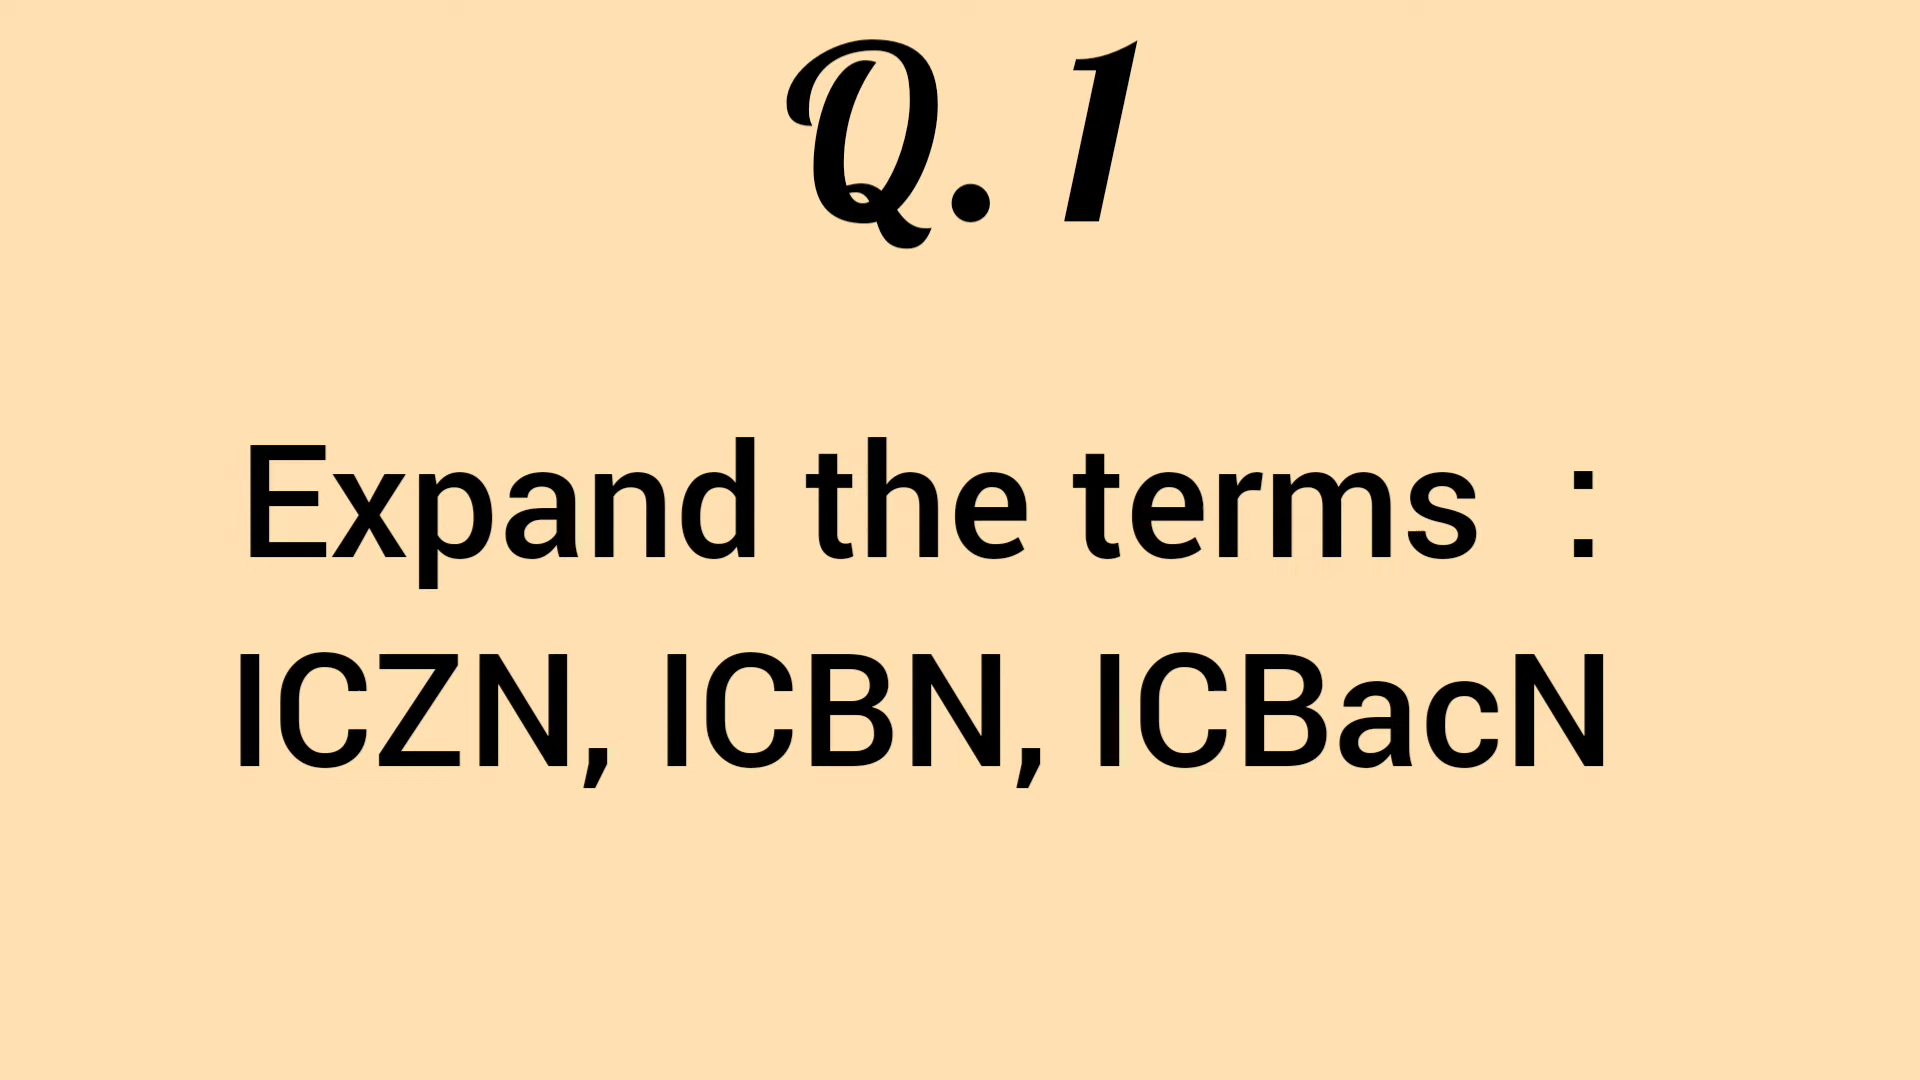 Q. 1
Expand the terms :
ICZN, ICBN, ICBacN